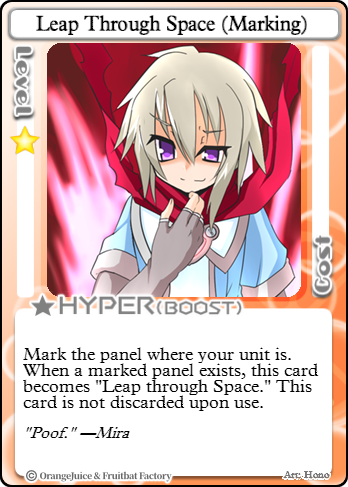 Leap Through Space (Marking)
Level
Cost
HYPER(BOOST)
Mark the panel where your unit is.
When a marked panel exists, this card
becomes "Leap through Space." This
card is not discarded upon use.
"Poof." —Mira
© OrangeJuice & Fruitbat Factory
Art: Hono